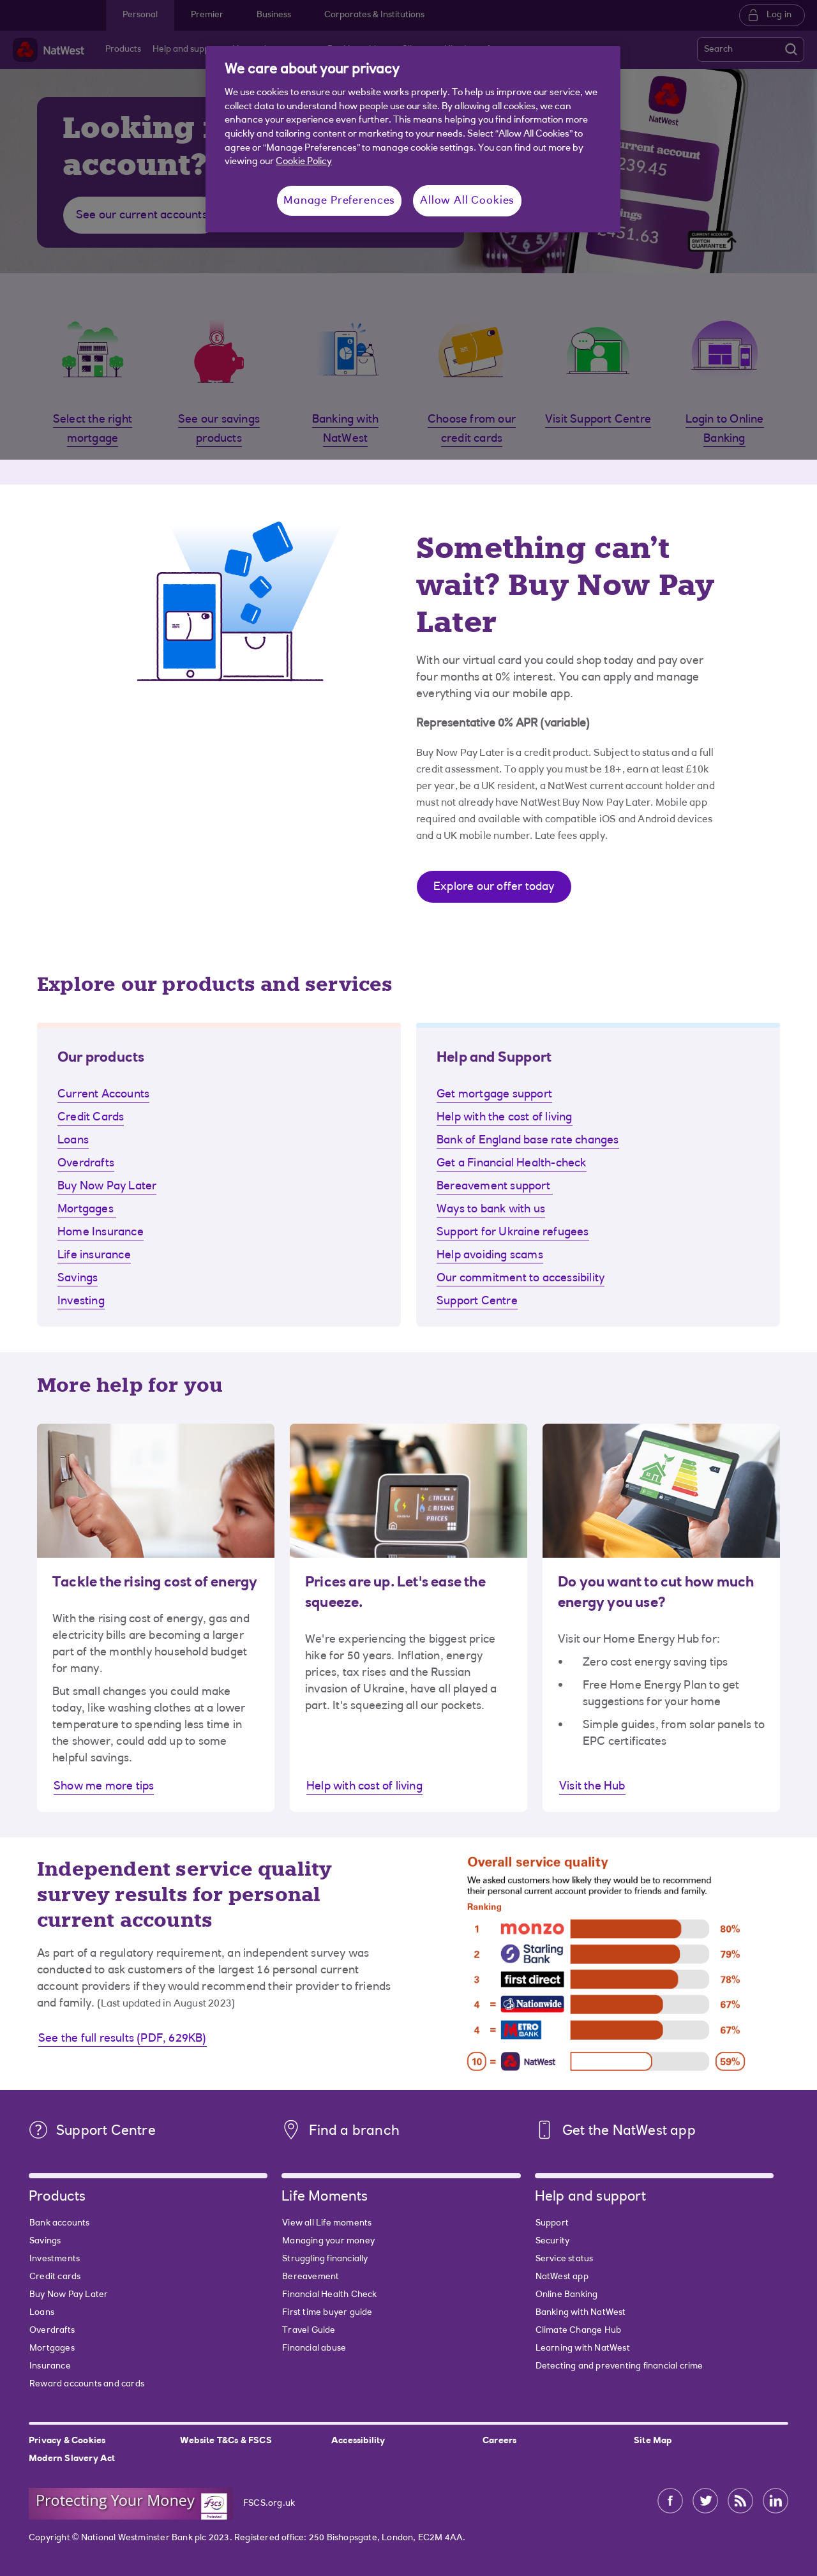 Personal
Premier
Business
Corporates & Institutions
Log in
NatWest
Products
Help and
Search
We care about your privacy
We use cookies to ensure our website works properly. To help us improve our service, we
collect data to understand how people use our site. By allowing all cookies, we can
enhance your experience even further. This means helping you find information more
quickly and tailoring content or marketing to your needs. Select “Allow All Cookies” to
agree or “Manage Preferences” to manage cookie settings. You can find out more by
viewing our Cookie Policy
Manage Preferences
Allow All Cookies
Looking
account?
See our current accounts
NatWest
account
239.45
£451.63
CURRENT ACCOUNT
SWITCH
GUARANTEE
Select the right
mortgage
See our savings
products
Banking with
NatWest
Choose from our
credit cards
Visit Support Centre
Login to Online
Banking
Something can’t
wait? Buy Now Pay
Later
With our virtual card you could shop today and pay over
four months at 0% interest. You can apply and manage
everything via our mobile app.
Representative 0% APR (variable)
Buy Now Pay Later is a credit product. Subject to status and a full
credit assessment. To apply you must be 18+, earn at least £10k
per year, be a UK resident, a NatWest current account holder and
must not already have NatWest Buy Now Pay Later. Mobile app
required and available with compatible iOS and Android devices
and a UK mobile number. Late fees apply.
Explore our offer today
Explore our products and services
Our products
Current Accounts
Credit Cards
Loans
Overdrafts
Buy Now Pay Later
Mortgages
Home Insurance
Life insurance
Savings
Investing
Help and Support
Get mortgage support
Help with the cost of living
Bank of England base rate changes
Get a Financial Health-check
Bereavement support
Ways to bank with us
Support for Ukraine refugees
Help avoiding scams
Our commitment to accessibility
Support Centre
More help for you
Tackle the rising cost of energy
With the rising cost of energy, gas and
electricity bills are becoming a larger
part of the monthly household budget
for many.
But small changes you could make
today, like washing clothes at a lower
temperature to spending less time in
the shower, could add up to some
helpful savings.
Show me more tips
TACKLE
RISING
PRICES
Prices are up. Let's ease the
squeeze.
We're experiencing the biggest price
hike for 50 years. Inflation, energy
prices, tax rises and the Russian
invasion of Ukraine, have all played a
part. It's squeezing all our pockets.
Help with cost of living
Do you want to cut how much
energy you use?
Visit our Home Energy Hub for:
• Zero cost energy saving tips
• Free Home Energy Plan to get
suggestions for your home
• Simple guides, from solar panels to
EPC certificates
Visit the Hub
Independent service quality
survey results for personal
current accounts
As part of a regulatory requirement, an independent survey was
conducted to ask customers of the largest 16 personal current
account providers if they would recommend their provider to friends
and family. (Last updated in August 2023)
See the full results (PDF, 629KB)
Overall service quality
We asked customers how likely they would be to recommend
their personal current account provider to friends and family.
Ranking
1 monzo 80%
2 Starling Bank 79%
3 first direct 78%
4 = Nationwide 67%
4 = METRO BANK 67%
10 = NatWest 59%
Support Centre
Find a branch
Get the NatWest app
Products
Bank accounts
Savings
Investments
Credit cards
Buy Now Pay Later
Loans
Overdrafts
Mortgages
Insurance
Reward accounts and cards
Life Moments
View all Life moments
Managing your money
Struggling financially
Bereavement
Financial Health Check
First time buyer guide
Travel Guide
Financial abuse
Help and support
Support
Security
Service status
NatWest app
Online Banking
Banking with NatWest
Climate Change Hub
Learning with NatWest
Detecting and preventing financial crime
Privacy & Cookies
Website T&Cs & FSCS
Accessibility
Careers
Site Map
Modern Slavery Act
Protecting Your Money
fscs
Protected
FSCS.org.uk
Copyright © National Westminster Bank plc 2023. Registered office: 250 Bishopsgate, London, EC2M 4AA.